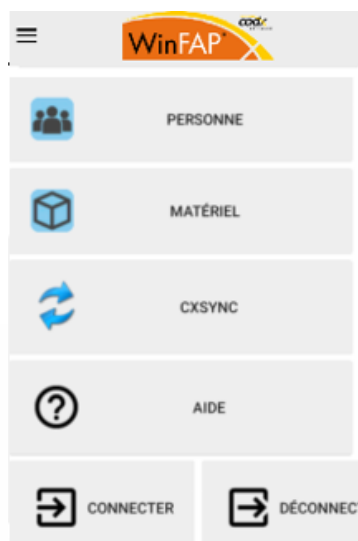 WinFAP
PERSONNE
MATÉRIEL
CXSYNC
AIDE
CONNECTER
DÉCONNECT